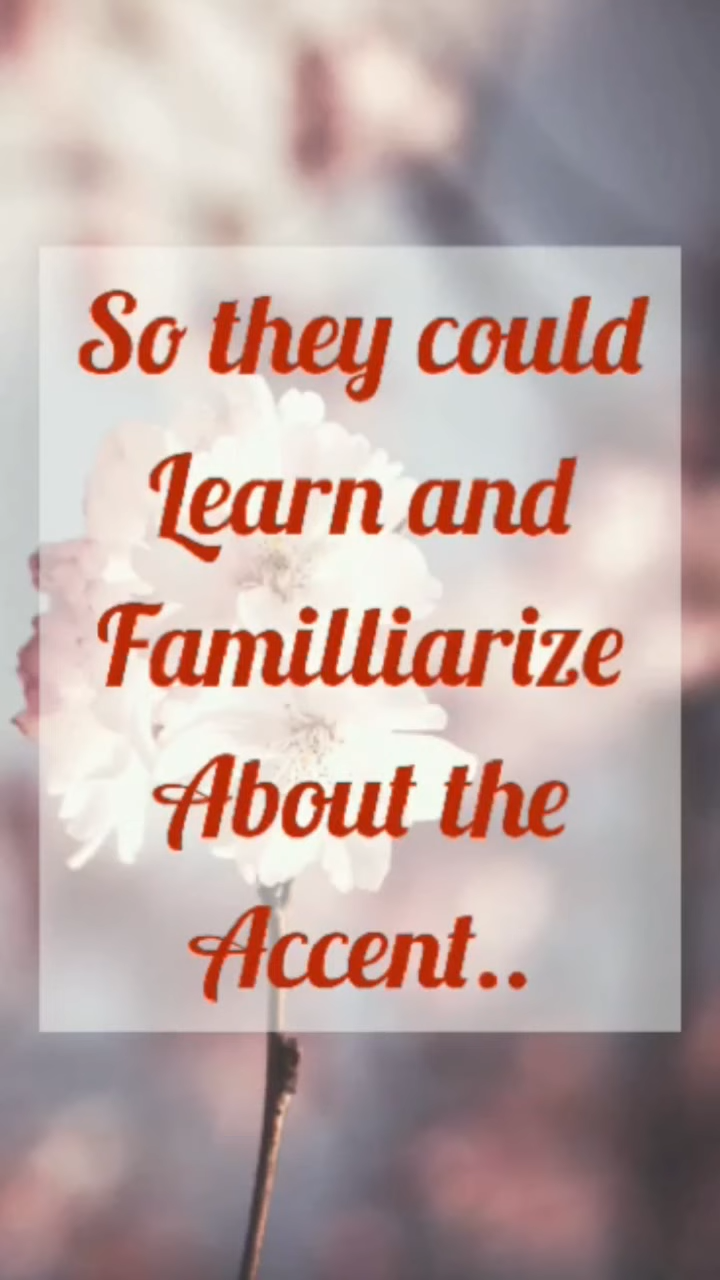 So they could
Learn and
Familliarize
About the
Accent..